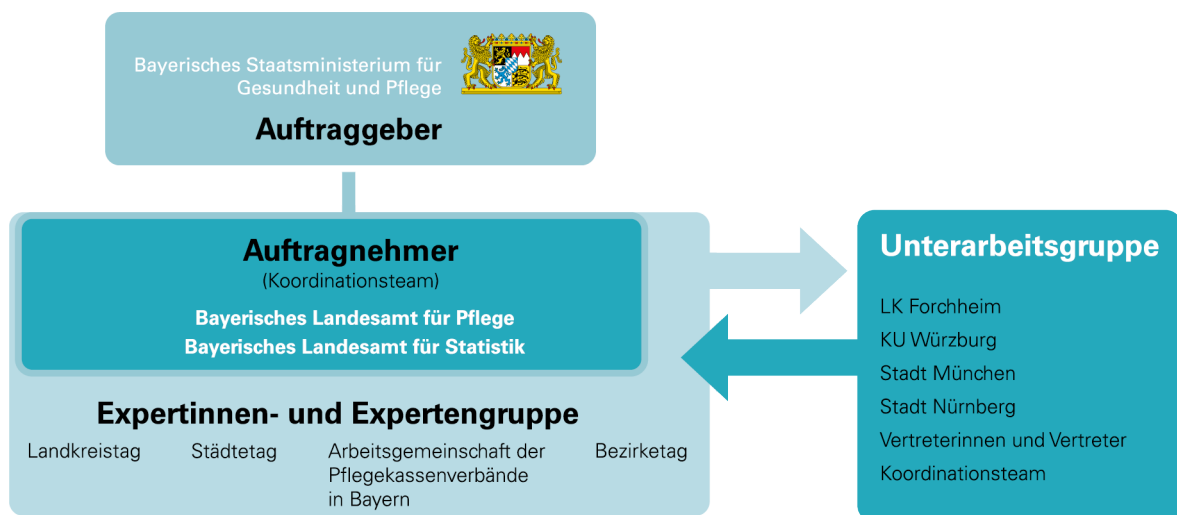 Bayerisches Staatsministerium für
Gesundheit und Pflege
Auftraggeber
Auftragnehmer
(Koordinationsteam)
Bayerisches Landesamt für Pflege
Bayerisches Landesamt für Statistik
Expertinnen- und Expertengruppe
Landkreistag
Städtetag
Arbeitsgemeinschaft der
Pflegekassenverbände
in Bayern
Bezirketag
Unterarbeitsgruppe
LK Forchheim
KU Würzburg
Stadt München
Stadt Nürnberg
Vertreterinnen und Vertreter
Koordinationsteam